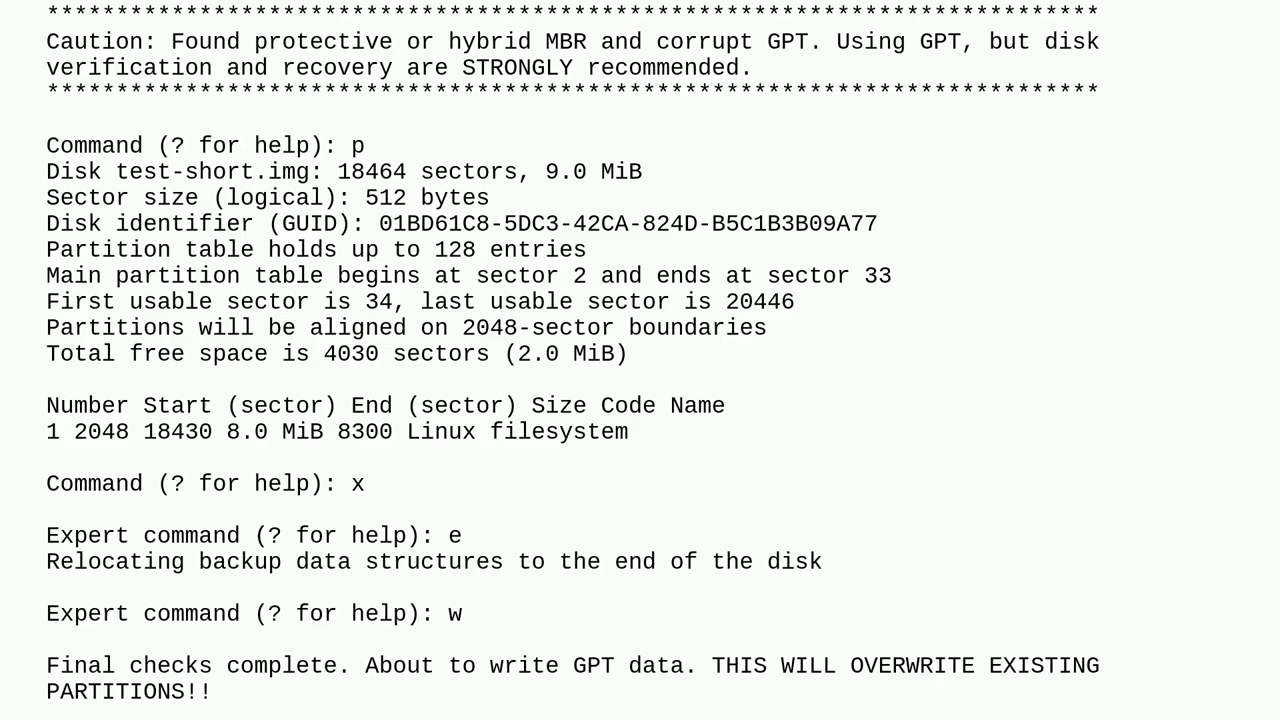 ****************************************************************************
Caution: Found protective or hybrid MBR and corrupt GPT. Using GPT, but disk
verification and recovery are STRONGLY recommended.
****************************************************************************
Command (? for help): p
Disk test-short.img: 18464 sectors, 9.0 MiB
Sector size (logical): 512 bytes
Disk identifier (GUID): 01BD61C8-5DC3-42CA-824D-B5C1B3B09A77
Partition table holds up to 128 entries
Main partition table begins at sector 2 and ends at sector 33
First usable sector is 34, last usable sector is 20446
Partitions will be aligned on 2048-sector boundaries
Total free space is 4030 sectors (2.0 MiB)
Number Start (sector) End (sector) Size Code Name
1 2048 18430 8.0 MiB 8300 Linux filesystem
Command (? for help): x
Expert command (? for help): e
Relocating backup data structures to the end of the disk
Expert command (? for help): w
Final checks complete. About to write GPT data. THIS WILL OVERWRITE EXISTING
PARTITIONS!!